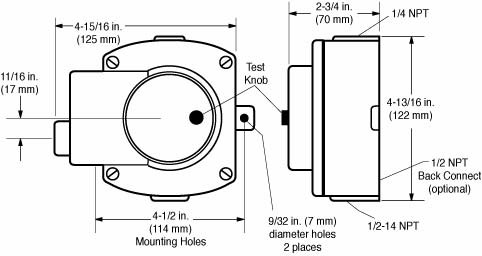 4-15/16 in.
(125 mm)
2-3/4 in.
(70 mm)
1/4 NPT
11/16 in.
(17 mm)
Test
Knob
4-13/16 in.
(122 mm)
1/2 NPT
Back Connect
(optional)
4-1/2 in.
(114 mm)
Mounting Holes
9/32 in. (7 mm)
diameter holes
2 places
1/2-14 NPT